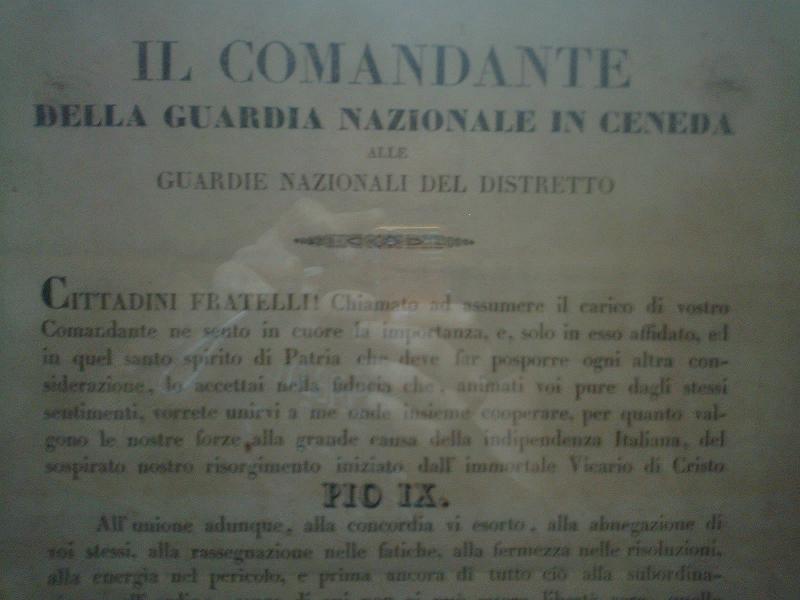 IL COMANDANTE
DELLA GUARDIA NAZIONALE IN CENEDA
ALLE
GUARDIE NAZIONALI DEL DISTRETTO
CITTADINI FRATELLI! Chiamato ad assumere il carico di vostro
Comandante ne sento in cuore la importanza, e, solo in esso affidato, ed
in quel santo spirito di Patria che deve far posporre ogni altra con-
siderazione, lo accettai nella fiducia che, animati voi pure dagli stessi
sentimenti, vorrete unirvi a me onde insieme cooperare, per quanto val-
gono le nostre forze, alla grande causa della indipendenza Italiana, del
sospirato nostro risorgimento iniziato dall' immortale Vicario di Cristo
PIO IX.
All' unione adunque, alla concordia vi esorto, alla abnegazione di
voi stessi, alla rassegnazione nelle fatiche, alla fermezza nelle risoluzioni,
alla energia nel pericolo, e prima ancora di tutto ciò alla subordina-